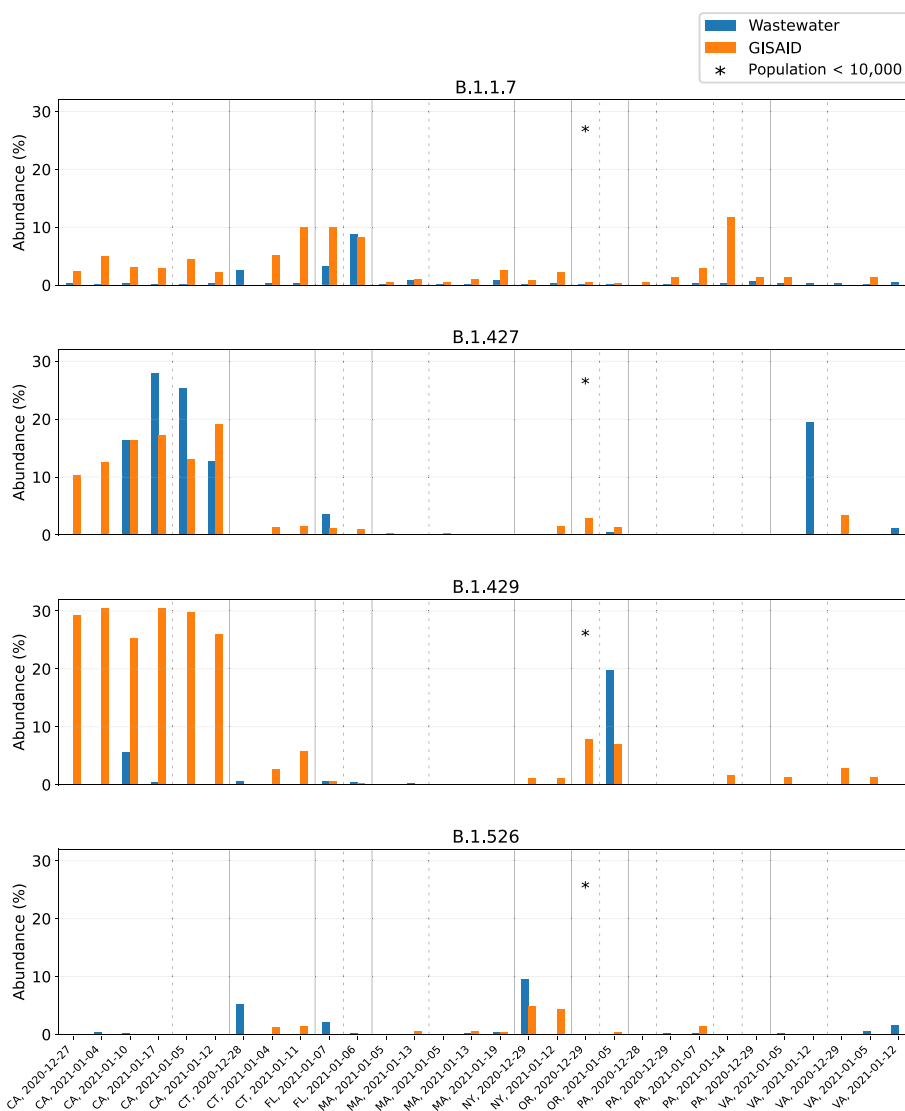 Wastewater
GISAID
* Population < 10,000
B.1.1.7
30
20
10
0
Abundance (%)
*
B.1.427
30
20
10
0
Abundance (%)
*
B.1.429
30
20
10
0
Abundance (%)
*
B.1.526
30
20
10
0
Abundance (%)
*
CA, 2020-12-27
CA, 2021-01-04
CA, 2021-01-10
CA, 2021-01-17
CA, 2021-01-05
CA, 2021-01-12
CT, 2020-12-28
CT, 2021-01-04
CT, 2021-01-11
FL, 2021-01-07
FL, 2021-01-06
MA, 2021-01-05
MA, 2021-01-13
MA, 2021-01-05
MA, 2021-01-13
MA, 2021-01-19
NY, 2020-12-29
NY, 2021-01-12
OR, 2020-12-29
OR, 2021-01-05
PA, 2020-12-28
PA, 2020-12-29
PA, 2021-01-07
PA, 2021-01-14
PA, 2020-12-29
VA, 2021-01-05
VA, 2021-01-12
VA, 2020-12-29
VA, 2021-01-05
VA, 2021-01-12